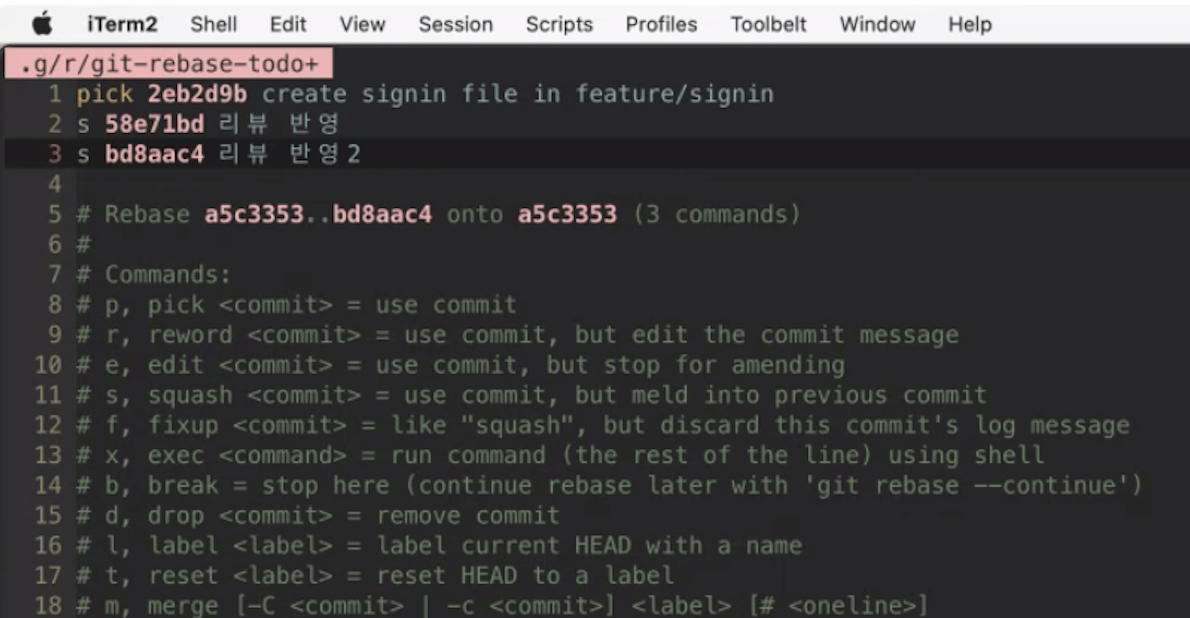 iTerm2 Shell Edit View Session Scripts Profiles Toolbelt Window Help
.g/r/git-rebase-todo+
1 pick 2eb2d9b create signin file in feature/signin
2 s 58e71bd 리뷰 반영
3 s bd8aac4 리뷰 반영2
4
5 # Rebase a5c3353..bd8aac4 onto a5c3353 (3 commands)
6 #
7 # Commands:
8 # p, pick <commit> = use commit
9 # r, reword <commit> = use commit, but edit the commit message
10 # e, edit <commit> = use commit, but stop for amending
11 # s, squash <commit> = use commit, but meld into previous commit
12 # f, fixup <commit> = like "squash", but discard this commit's log message
13 # x, exec <command> = run command (the rest of the line) using shell
14 # b, break = stop here (continue rebase later with 'git rebase --continue')
15 # d, drop <commit> = remove commit
16 # l, label <label> = label current HEAD with a name
17 # t, reset <label> = reset HEAD to a label
18 # m, merge [-C <commit> | -c <commit>] <label> [# <oneline>]